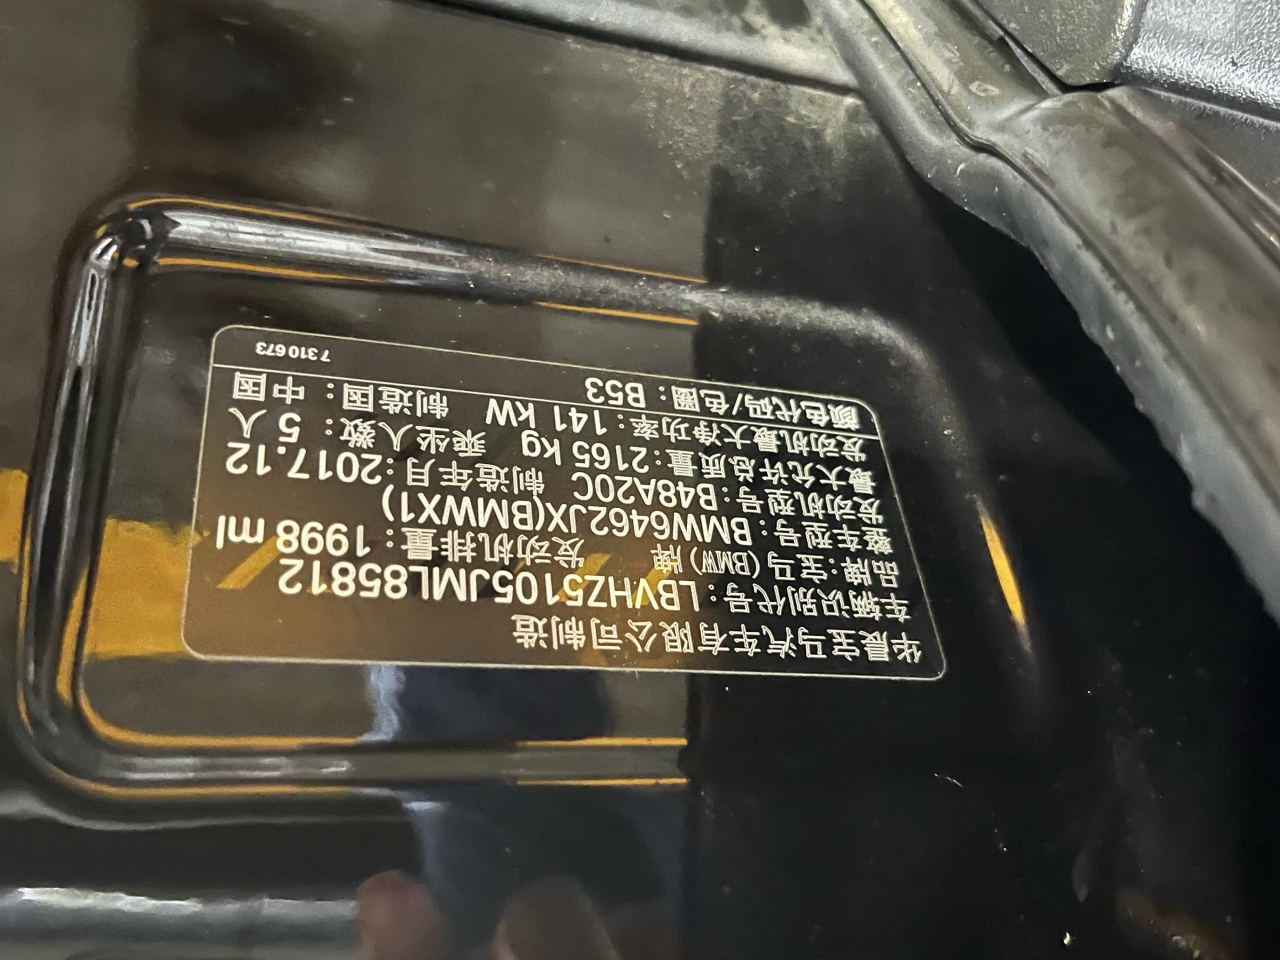 华晨宝马汽车有限公司制造
车辆识别代号：LBVHZ5105JML85812
品牌：宝马（BMW）牌 发动机排量：1998 ml
整车型号：BMW6462JX(BMWX1)
发动机型号：B48A20C 制造年月：2017.12
最大允许总质量：2165 kg 乘坐人数：5 人
发动机最大净功率：141 kW 制造国：中国
颜色代码/色圈：B53
7310673